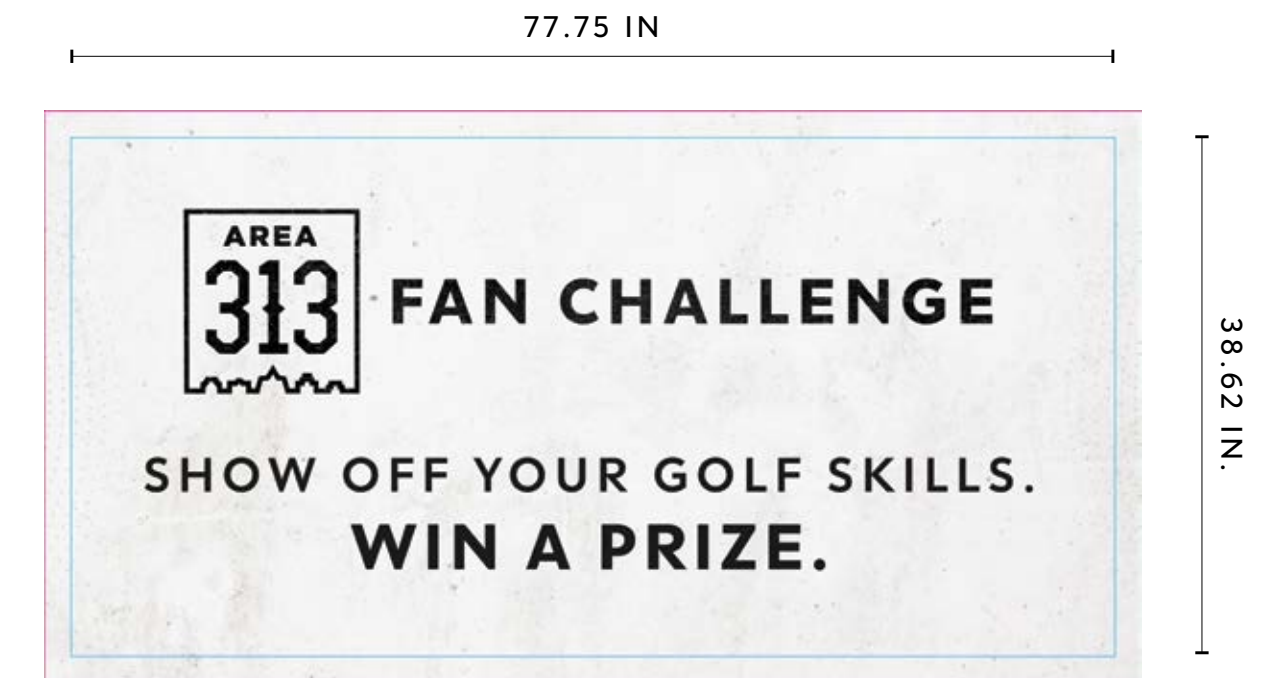 77.75 IN
AREA
313
FAN CHALLENGE
SHOW OFF YOUR GOLF SKILLS.
WIN A PRIZE.
38.62 IN.